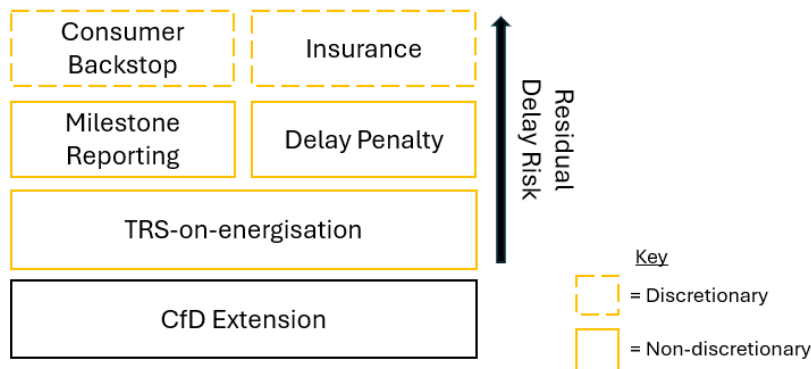 Consumer
Backstop
Insurance
Milestone
Reporting
Delay Penalty
TRS-on-energisation
CfD Extension
Residual
Delay Risk
Key
= Discretionary
= Non-discretionary